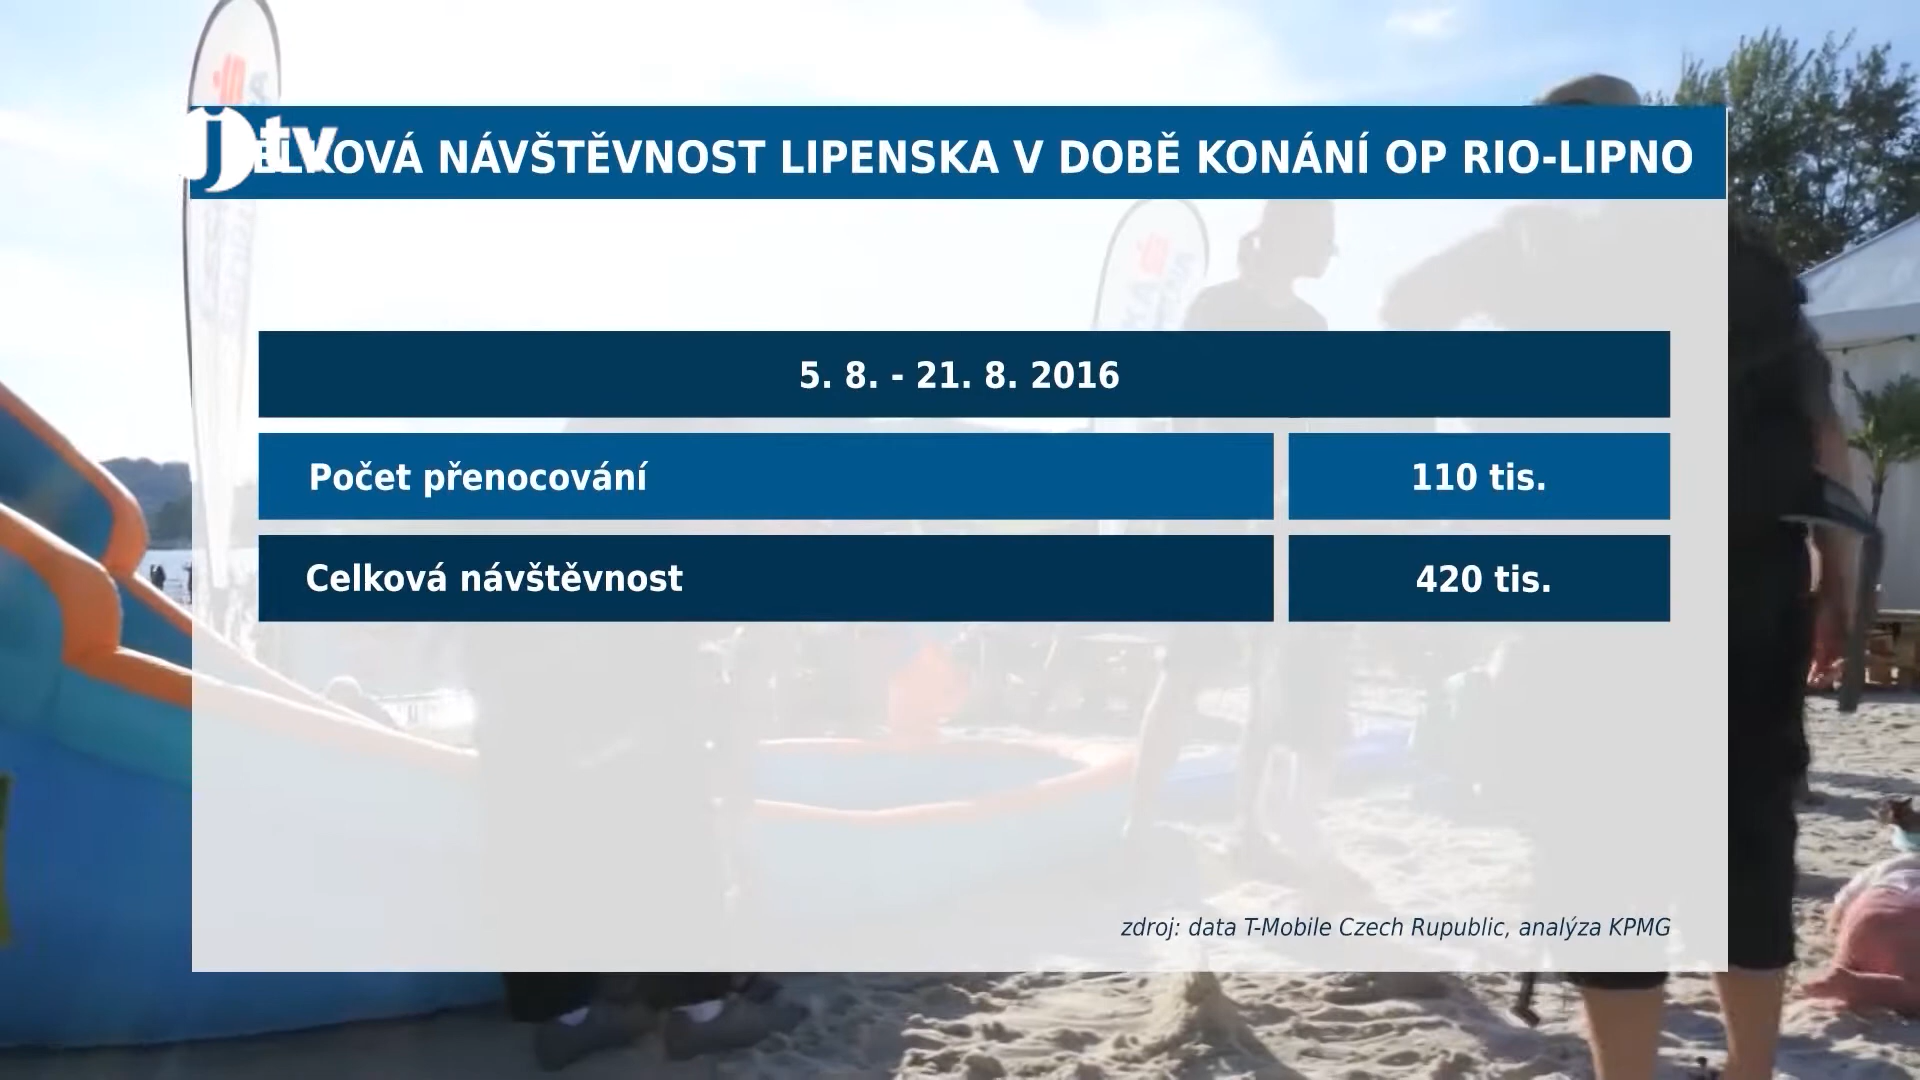 jtv
ELKOVÁ NÁVŠTĚVNOST LIPENSKA V DOBĚ KONÁNÍ OP RIO-LIPNO
5. 8. - 21. 8. 2016
Počet přenocování 110 tis.
Celková návštěvnost 420 tis.
zdroj: data T-Mobile Czech Rupublic, analýza KPMG